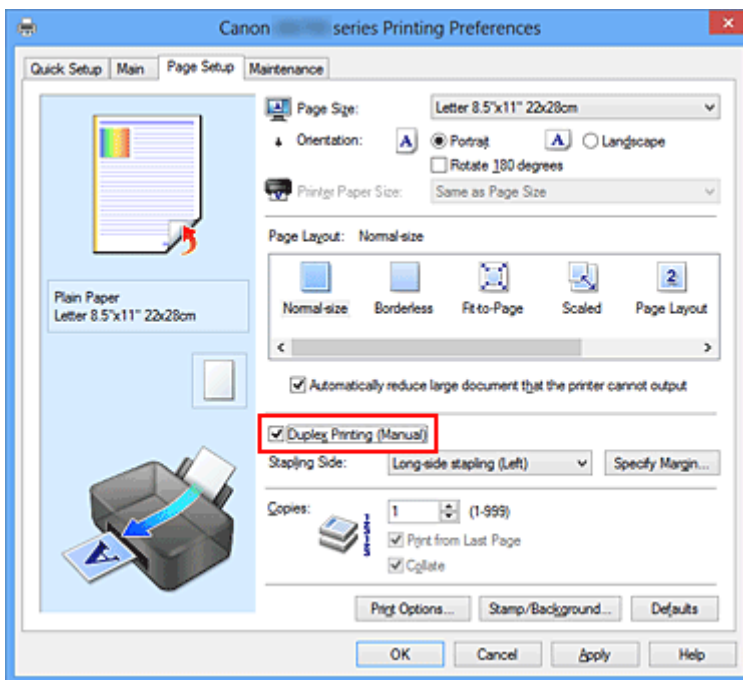 Canon series Printing Preferences
Quick Setup Main Page Setup Maintenance
Page Size: Letter 8.5"x11" 22x28cm
Orientation: A Portrait A Landscape
Rotate 180 degrees
Printer Paper Size: Same as Page Size
Page Layout: Normal-size
2
Normal-size Borderless Fit-to-Page Scaled Page Layout
Plain Paper
Letter 8.5"x11" 22x28cm
Automatically reduce large document that the printer cannot output
Duplex Printing (Manual)
Stapling Side: Long-side stapling (Left) Specify Margin...
Copies: 1 (1-999)
Print from Last Page
Collate
A
Print Options... Stamp/Background... Defaults
OK Cancel Apply Help